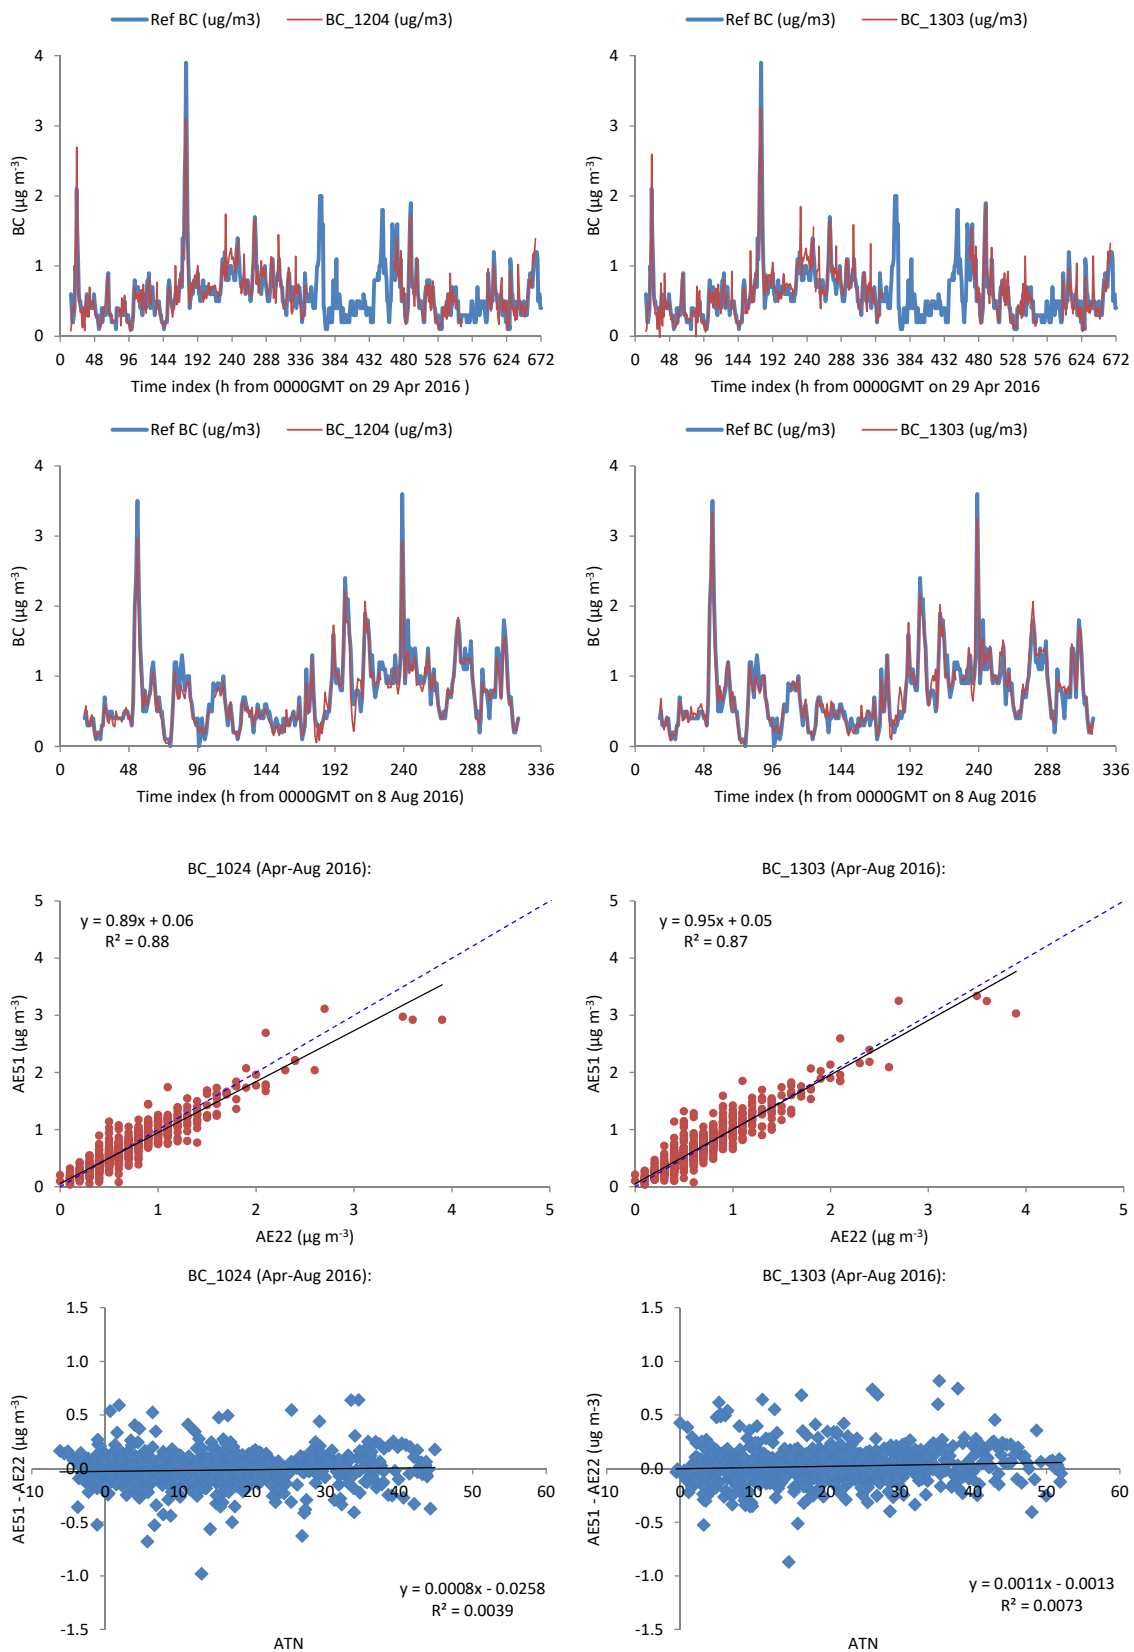 Ref BC (ug/m3) BC_1204 (ug/m3)
4
3
2
1
0
BC (µg m-3)
0 48 96 144 192 240 288 336 384 432 480 528 576 624 672
Time index (h from 0000GMT on 29 Apr 2016 )
Ref BC (ug/m3) BC_1303 (ug/m3)
4
3
2
1
0
BC (µg m-3)
0 48 96 144 192 240 288 336 384 432 480 528 576 624 672
Time index (h from 0000GMT on 29 Apr 2016
Ref BC (ug/m3) BC_1204 (ug/m3)
4
3
2
1
0
BC (µg m-3)
0 48 96 144 192 240 288 336
Time index (h from 0000GMT on 8 Aug 2016)
Ref BC (ug/m3) BC_1303 (ug/m3)
4
3
2
1
0
BC (µg m-3)
0 48 96 144 192 240 288 336
Time index (h from 0000GMT on 8 Aug 2016
BC_1024 (Apr-Aug 2016):
y = 0.89x + 0.06
R² = 0.88
5
4
3
2
1
0
AE51 (µg m-3)
0 1 2 3 4 5
AE22 (µg m-3)
BC_1303 (Apr-Aug 2016):
y = 0.95x + 0.05
R² = 0.87
5
4
3
2
1
0
AE51 (µg m-3)
0 1 2 3 4 5
AE22 (µg m-3)
BC_1024 (Apr-Aug 2016):
1.5
1.0
0.5
0.0
-0.5
-1.0
-1.5
AE51 - AE22 (µg m-3)
-10 0 10 20 30 40 50 60
y = 0.0008x - 0.0258
R² = 0.0039
ATN
BC_1303 (Apr-Aug 2016):
1.5
1.0
0.5
0.0
-0.5
-1.0
-1.5
AE51 - AE22 (ug m-3)
-10 0 10 20 30 40 50 60
y = 0.0011x - 0.0013
R² = 0.0073
ATN